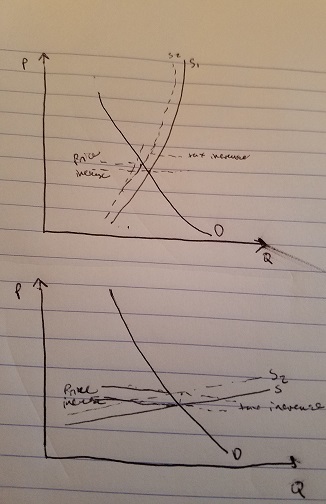 P
S2 S1
Price tax increase
increase
D
Q
P
S2
Price S
increase tax increase
D
Q